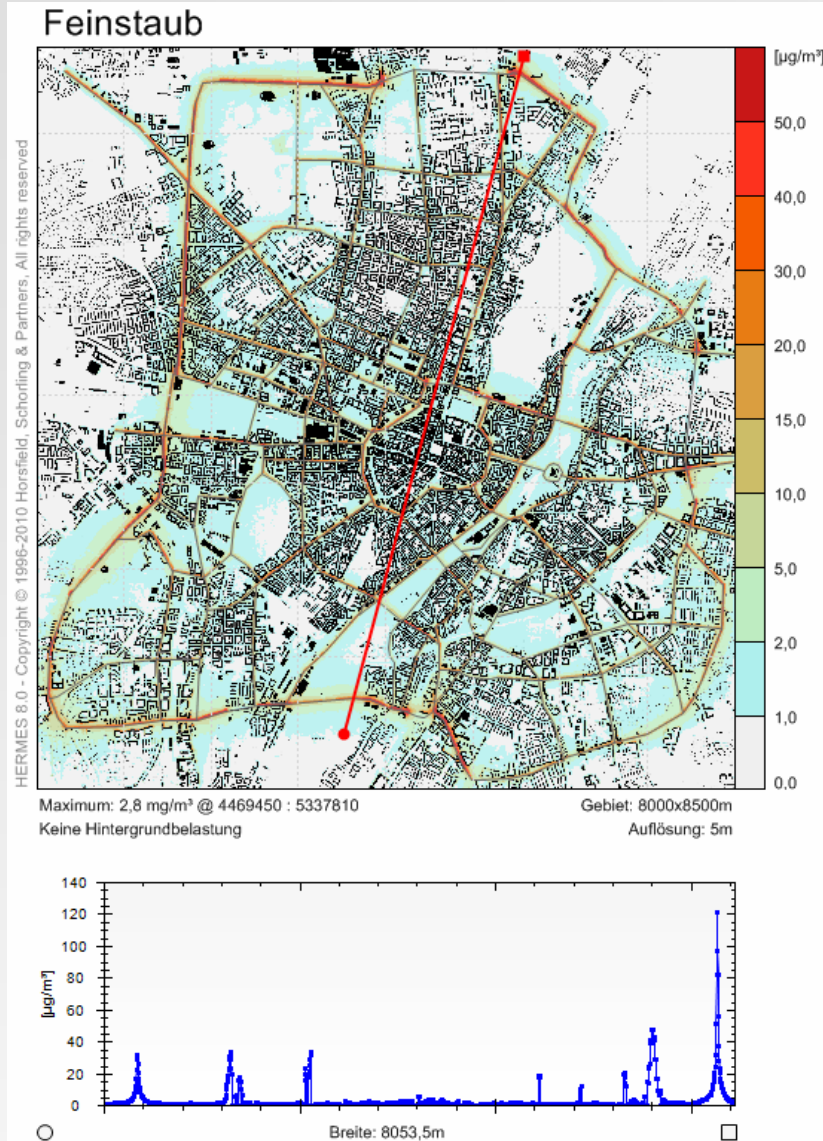 Feinstaub
[µg/m³]
50,0
40,0
30,0
20,0
15,0
10,0
5,0
2,0
1,0
0,0
HERMES 8.0 - Copyright © 1996-2010 Horsfield, Schorling & Partners, All rights reserved
Maximum: 2,8 mg/m³ @ 4469450 : 5337810
Gebiet: 8000x8500m
Keine Hintergrundbelastung
Auflösung: 5m
140
120
100
80
60
40
20
0
[µg/m³]
Breite: 8053,5m